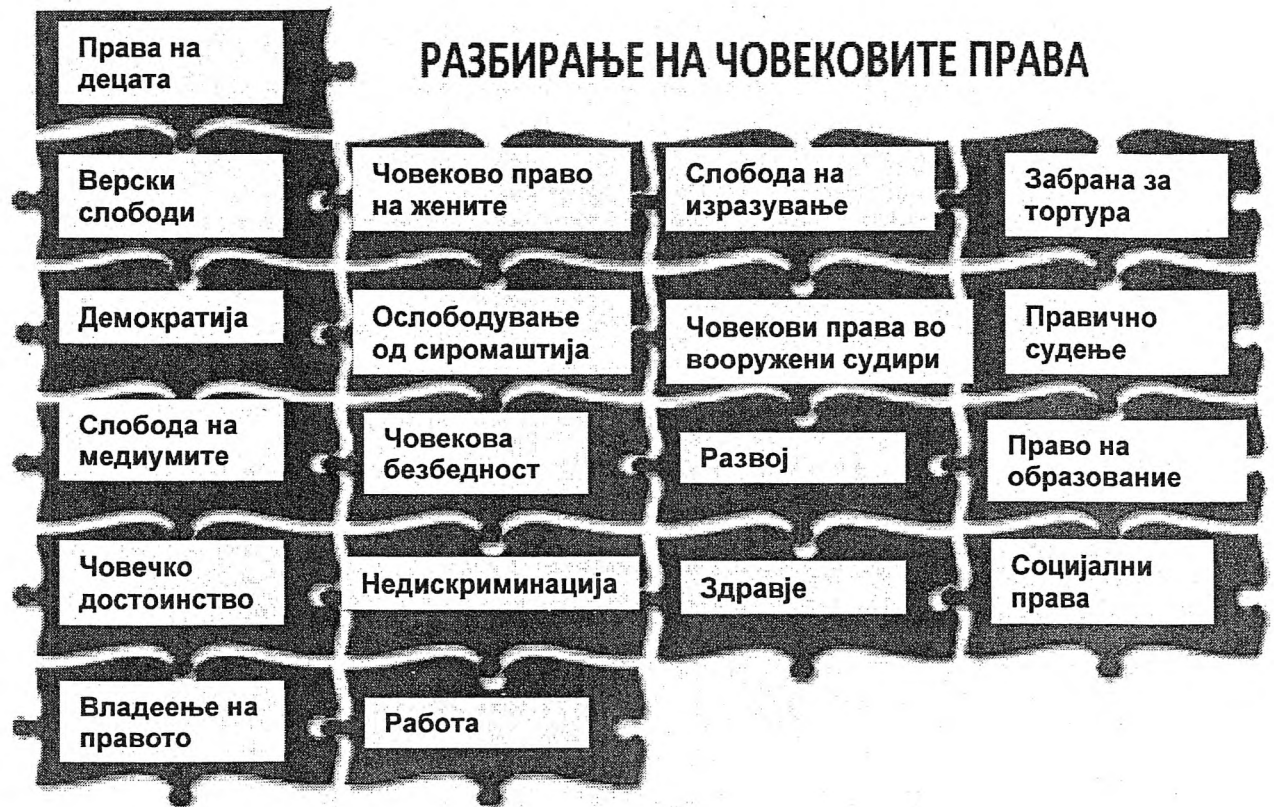 Права на
децата
РАЗБИРАЊЕ НА ЧОВЕКОВИТЕ ПРАВА
Верски
слободи
Човеково право
на жените
Слобода на
изразување
Забрана за
тортура
Демократија
Ослободување
од сиромаштија
Човекови права во
вооружени судири
Правично
судење
Слобода на
медиумите
Човекова
безбедност
Развој
Право на
образование
Човечко
достоинство
Недискриминација
Здравје
Социјални
права
Владеење на
правото
Работа